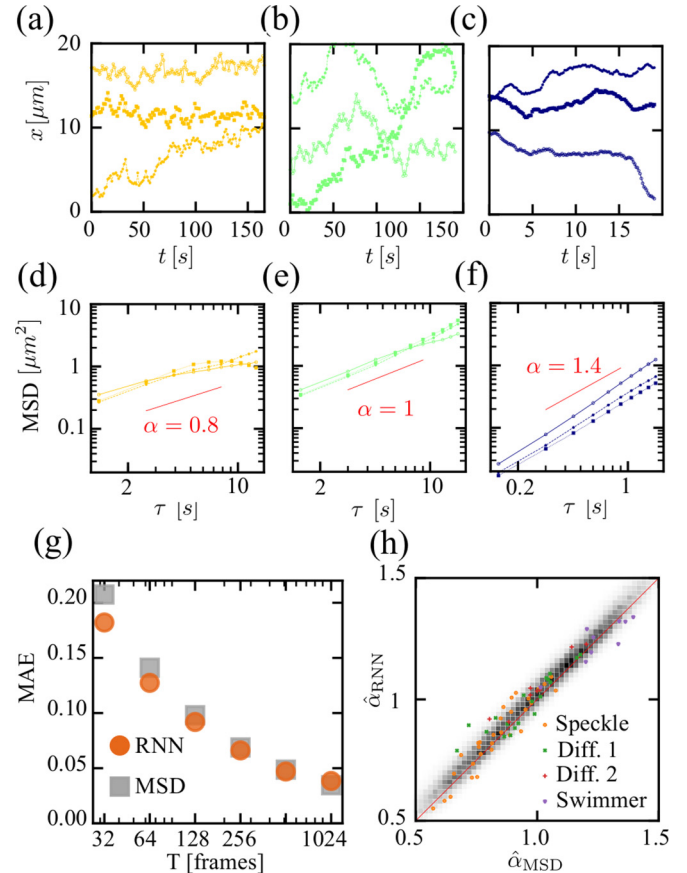 (a) (b) (c)
20
10
0
x [μm]
0 50 100 150
0 50 100 150
0 5 10 15
t [s] t [s] t [s]
(d) (e) (f)
10
1
0.1
MSD [μm²]
α = 0.8
α = 1
α = 1.4
2 10
2 10
0.2 1
τ [s] τ [s] τ [s]
(g) (h)
0.20
0.15
0.10
0.05
0.00
MAE
RNN
MSD
32 64 128 256 1024
T [frames]
1.5
1
0.5
α̂RNN
Speckle
Diff. 1
Diff. 2
Swimmer
0.5 1.0 1.5
α̂MSD